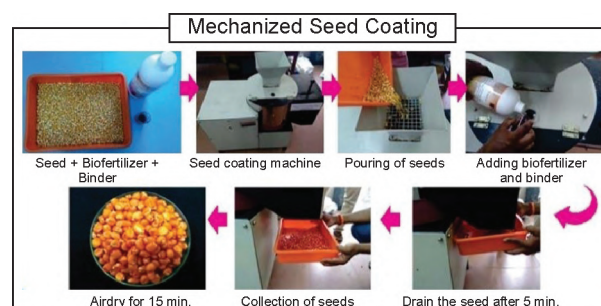 Mechanized Seed Coating
Seed + Biofertilizer +
Binder
Seed coating machine
Pouring of seeds
Adding biofertilizer
and binder
Drain the seed after 5 min.
Collection of seeds
Airdry for 15 min.